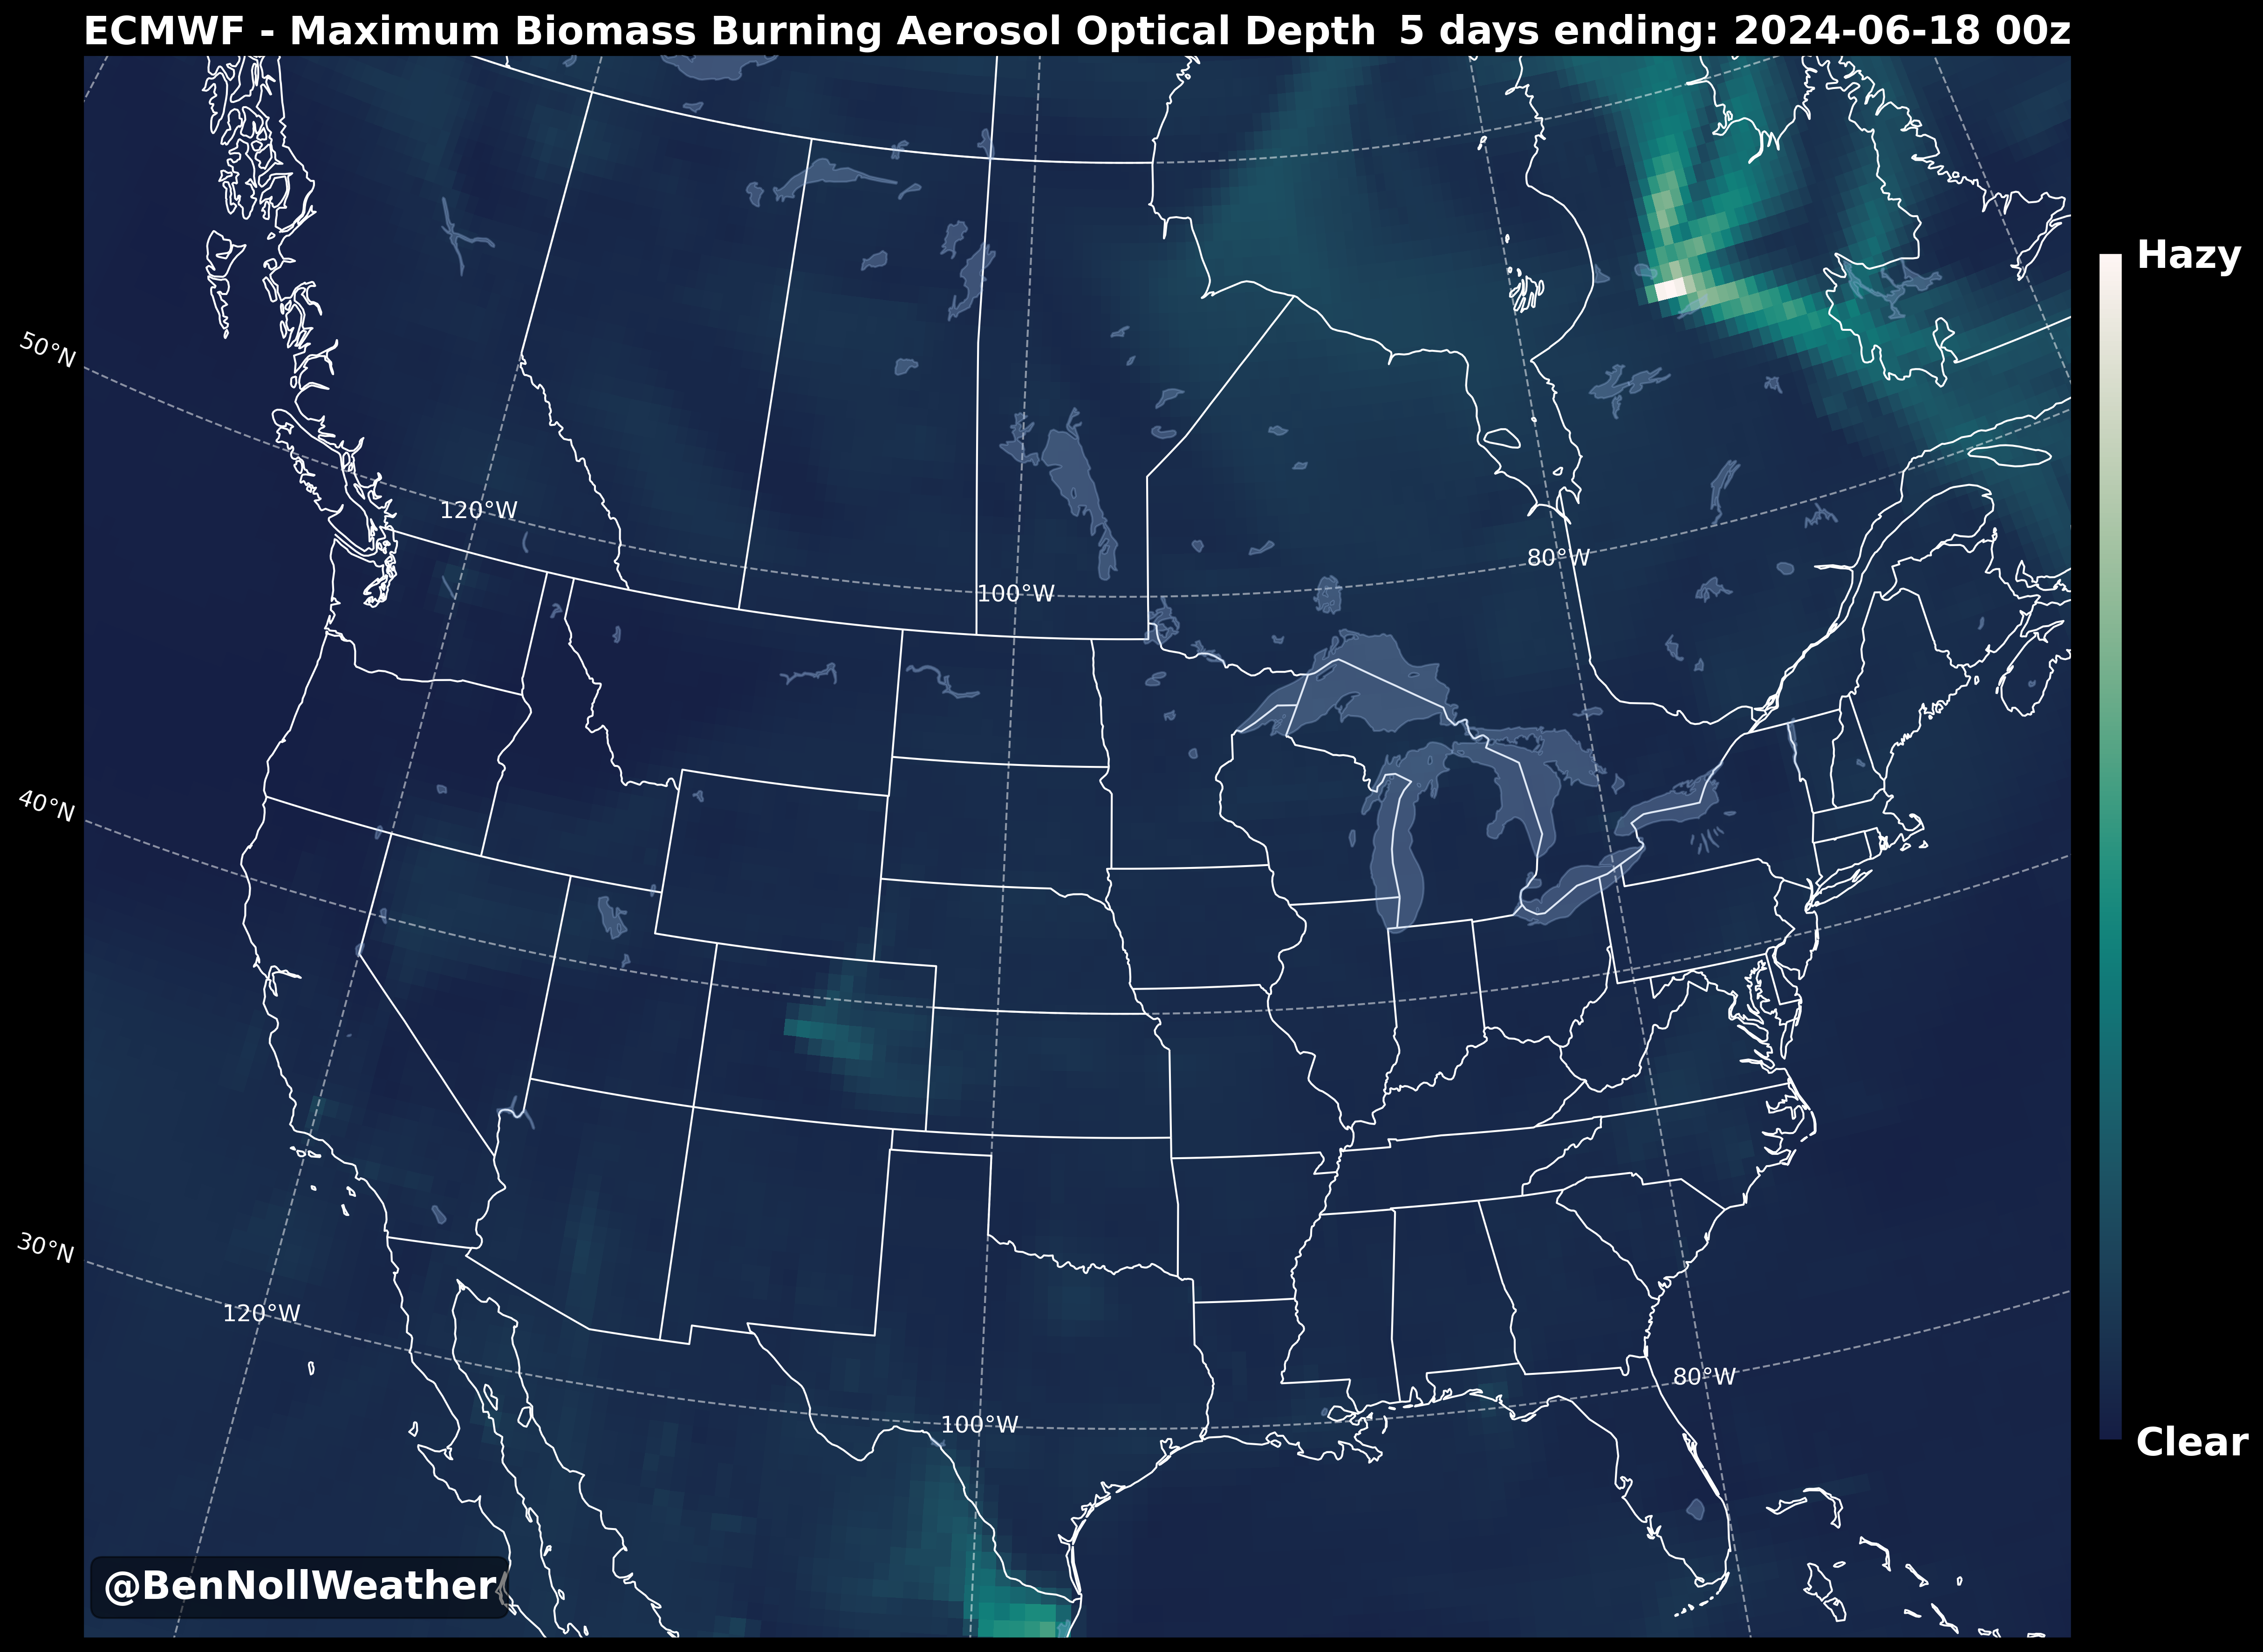 ECMWF - Maximum Biomass Burning Aerosol Optical Depth 5 days ending: 2024-06-18 00z
Hazy
50°N
120°W
80°W
100°W
40°N
30°N
120°W
80°W
100°W
Clear
@BenNollWeather